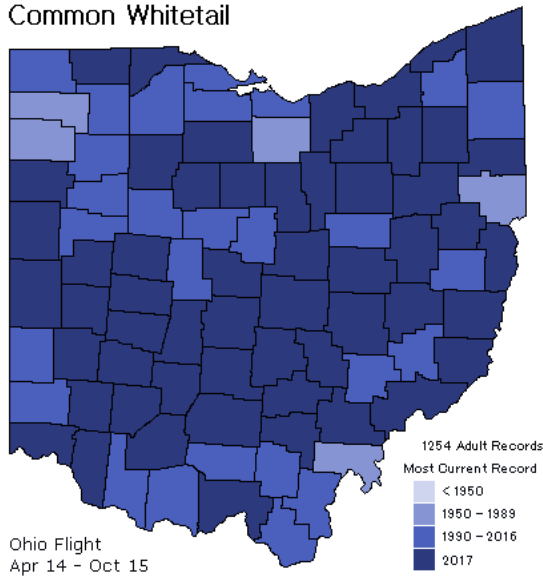 Common Whitetail
1254 Adult Records
Most Current Record
< 1950
1950 - 1989
1990 - 2016
2017
Ohio Flight
Apr 14 - Oct 15